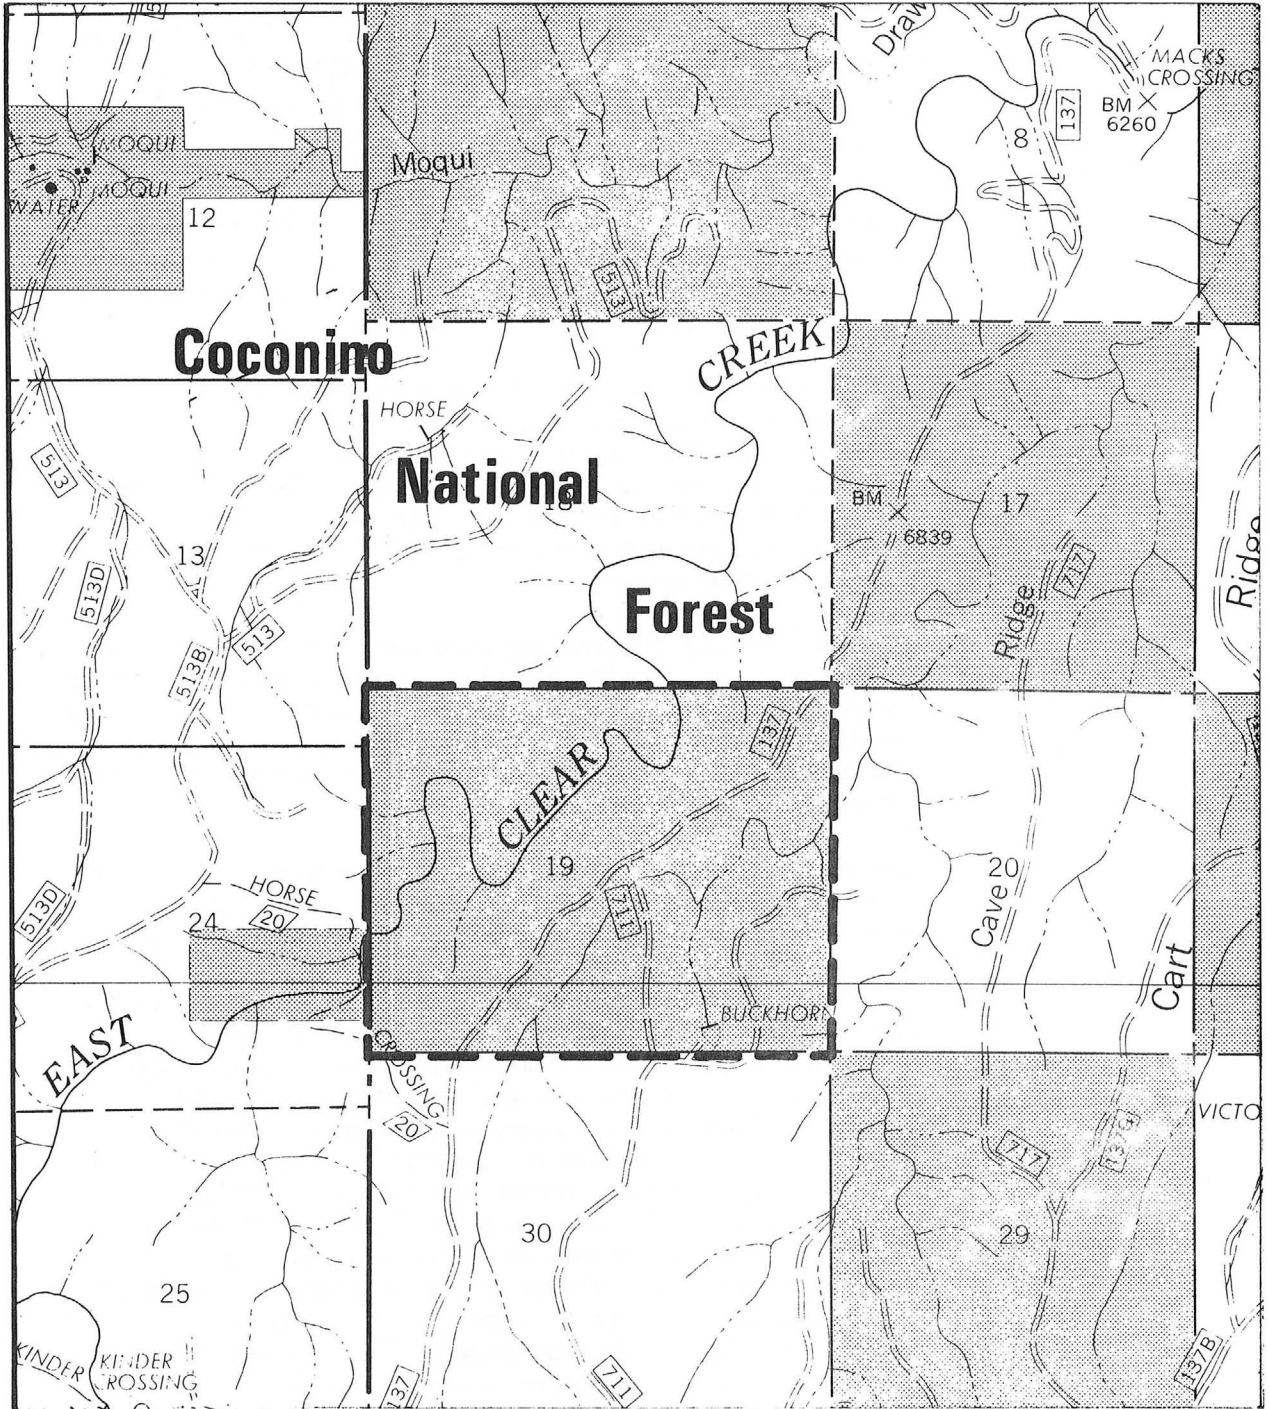 Draw
MACKS
CROSSING
137
BM
6260
8
7
MOQUI
Moqui
MOQUI
WATER
12
513
Coconino
CREEK
HORSE
513
National
18
BM
17
6839
Ridge
13
717
513D
Forest
Ridge
513
513B
137
CLEAR
19
20
HORSE
20
24
513D
711
Cave
Cart
BUCKHORN
EAST
CROSSING
20
VICTO
717
137G
30
29
25
KINDER
KINDER
CROSSING
137
711
137B